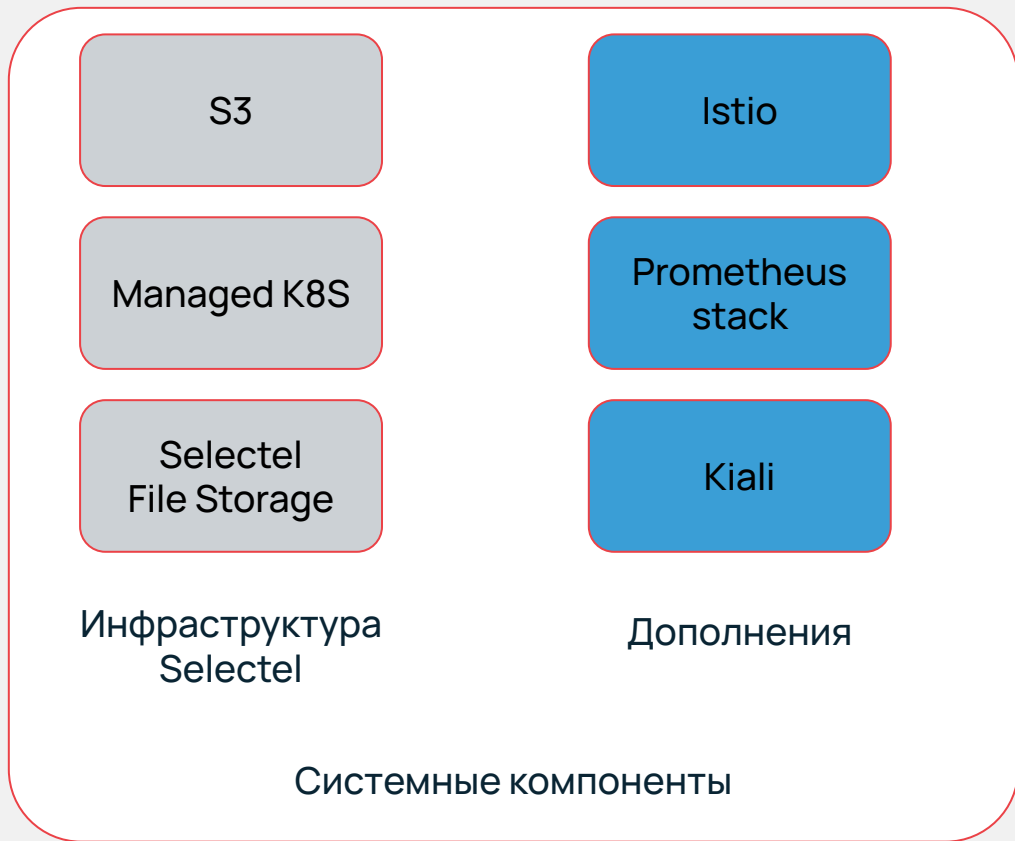 S3
Managed K8S
Selectel
File Storage
Инфраструктура
Selectel
Istio
Prometheus
stack
Kiali
Дополнения
Системные компоненты